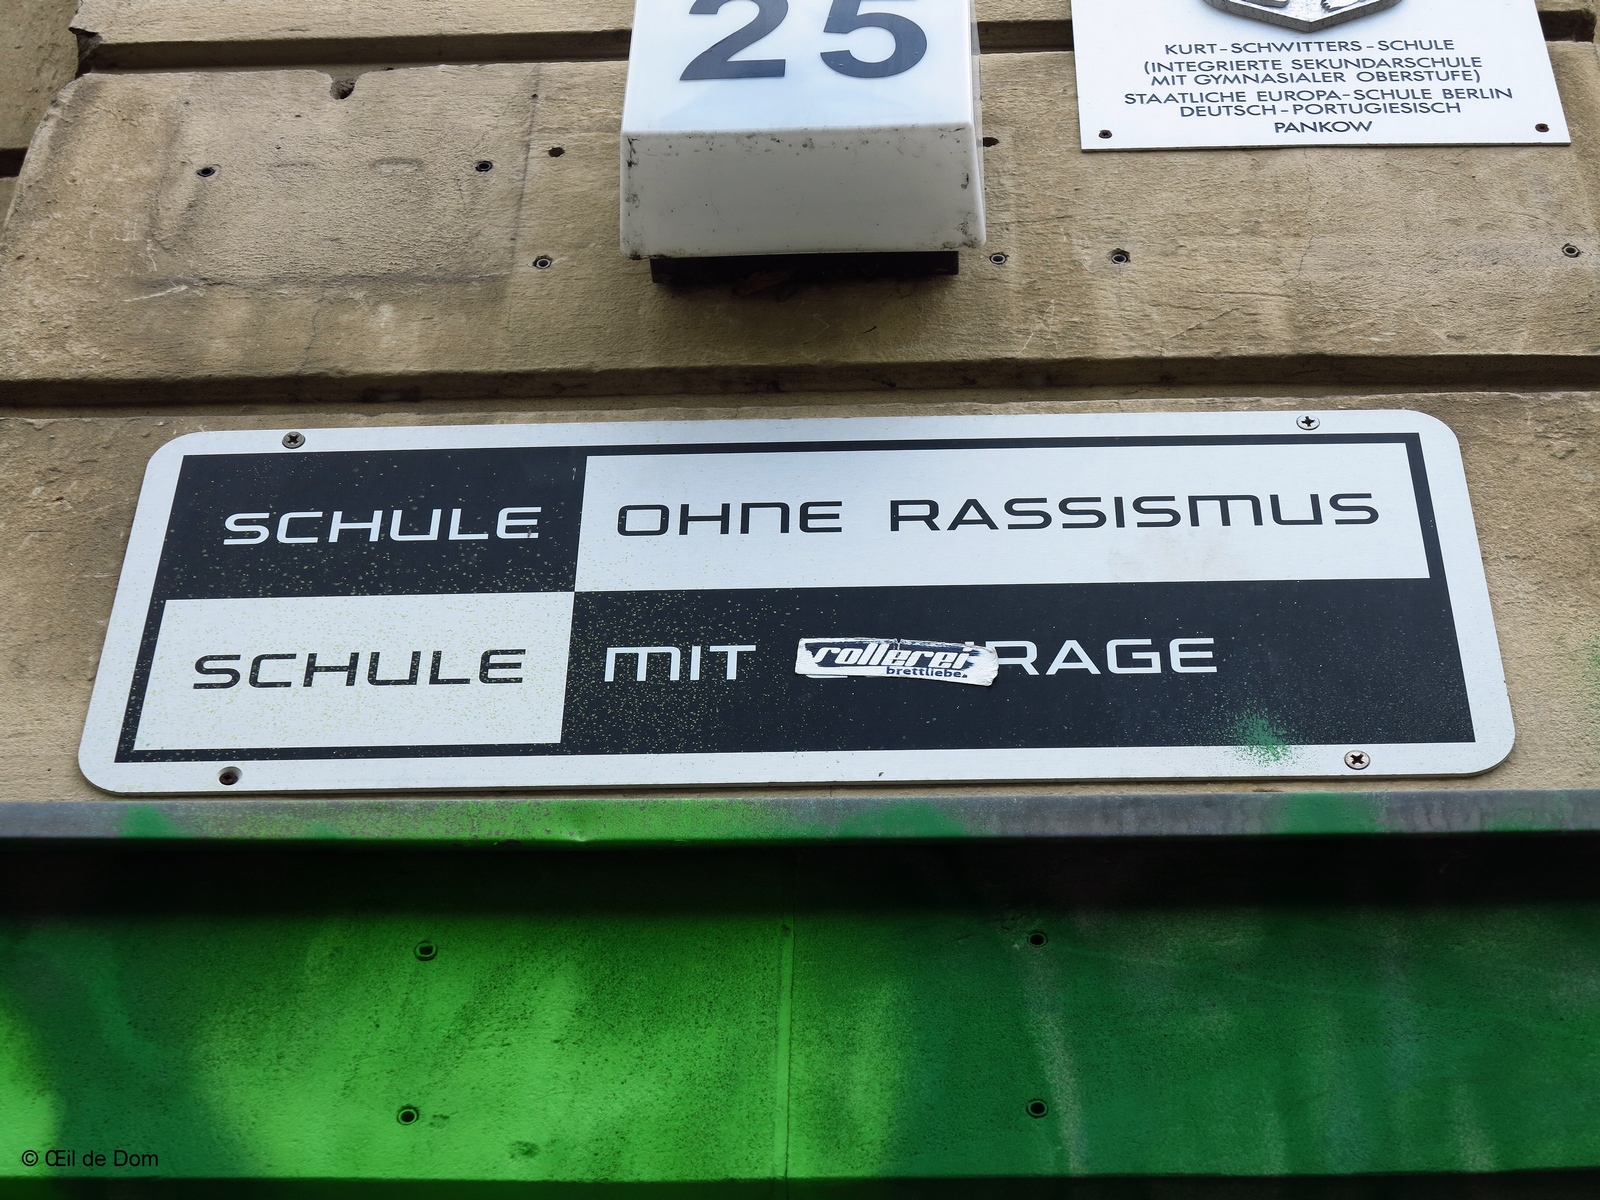 25
KURT-SCHWITTERS-SCHULE
(INTEGRIERTE SEKUNDARSCHULE
MIT GYMNASIALER OBERSTUFE)
STAATLICHE EUROPA-SCHULE BERLIN
DEUTSCH-PORTUGIESISCH
PANKOW
SCHULE OHNE RASSISMUS
SCHULE MIT RAGE
rollerei
brettliebe.
© Œil de Dom